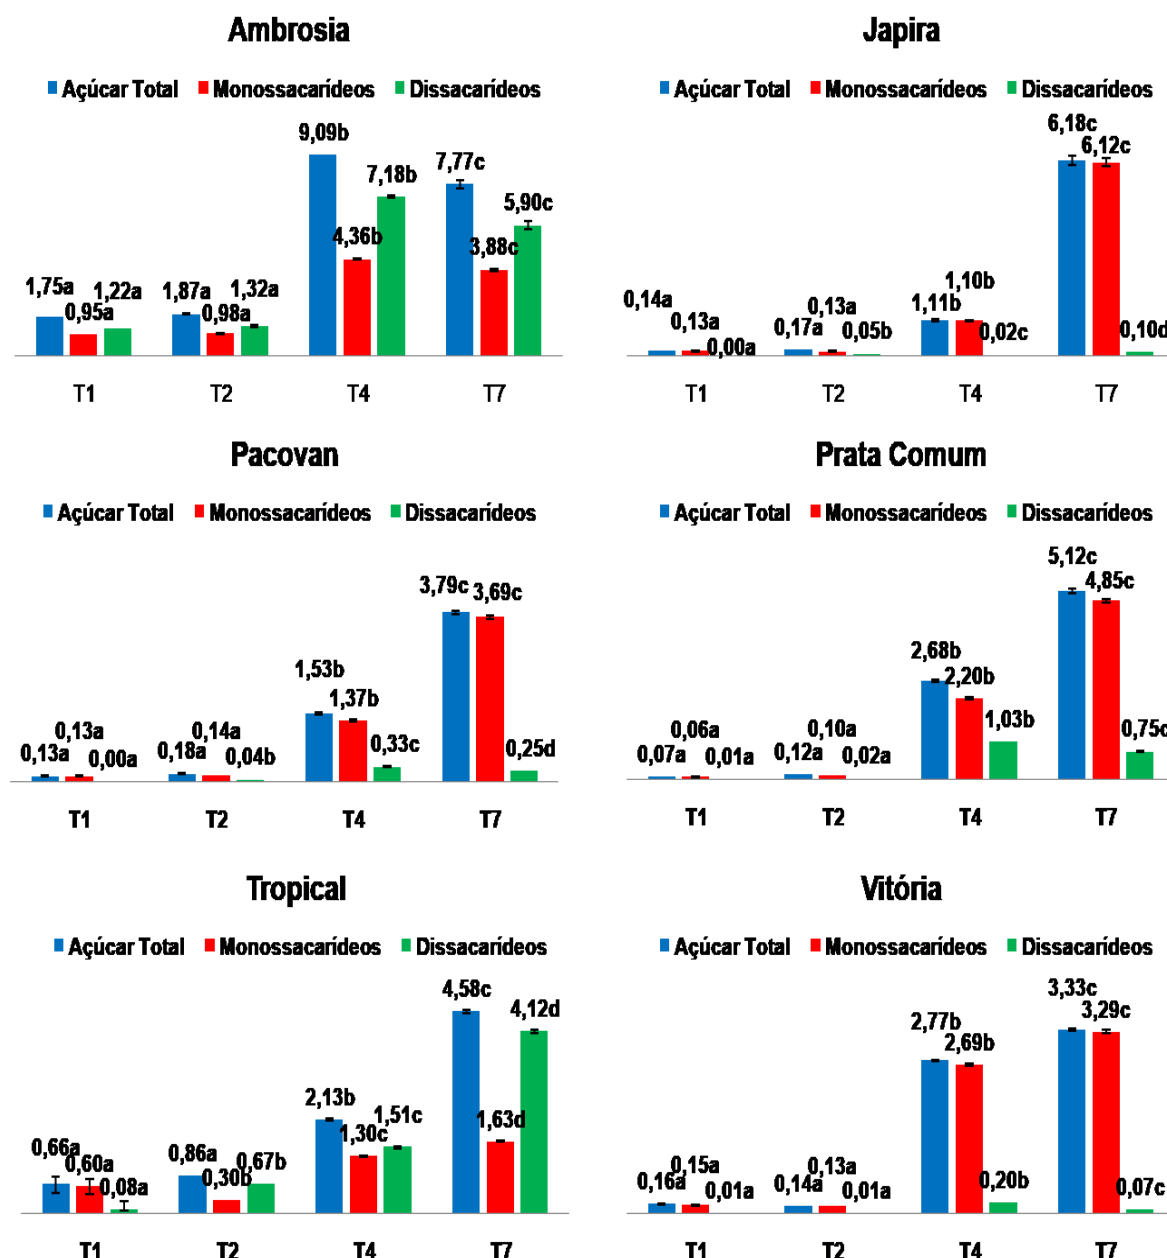 Ambrosia
Açúcar Total Monossacarídeos Dissacarídeos
9,09b
7,18b
7,77c
5,90c
4,36b
3,88c
1,75a
0,95a
1,22a
1,87a
0,98a
1,32a
T1 T2 T4 T7
Japira
Açúcar Total Monossacarídeos Dissacarídeos
6,18c
6,12c
0,14a
0,13a
0,00a
0,17a
0,13a
0,05b
1,11b
1,10b
0,02c
0,10d
T1 T2 T4 T7
Pacovan
Açúcar Total Monossacarídeos Dissacarídeos
3,79c 3,69c
1,53b
1,37b
0,33c
0,25d
0,13a
0,13a
0,00a
0,18a
0,14a
0,04b
T1 T2 T4 T7
Prata Comum
Açúcar Total Monossacarídeos Dissacarídeos
5,12c
4,85c
2,68b
2,20b
1,03b
0,75c
0,07a
0,06a
0,01a
0,12a
0,10a
0,02a
T1 T2 T4 T7
Tropical
Açúcar Total Monossacarídeos Dissacarídeos
4,58c
4,12d
2,13b
1,30c
1,51c
1,63d
0,66a
0,60a
0,08a
0,86a
0,30b
0,67b
T1 T2 T4 T7
Vitória
Açúcar Total Monossacarídeos Dissacarídeos
3,33c
3,29c
2,77b
2,69b
0,20b
0,07c
0,16a
0,15a
0,01a
0,14a
0,13a
0,01a
T1 T2 T4 T7